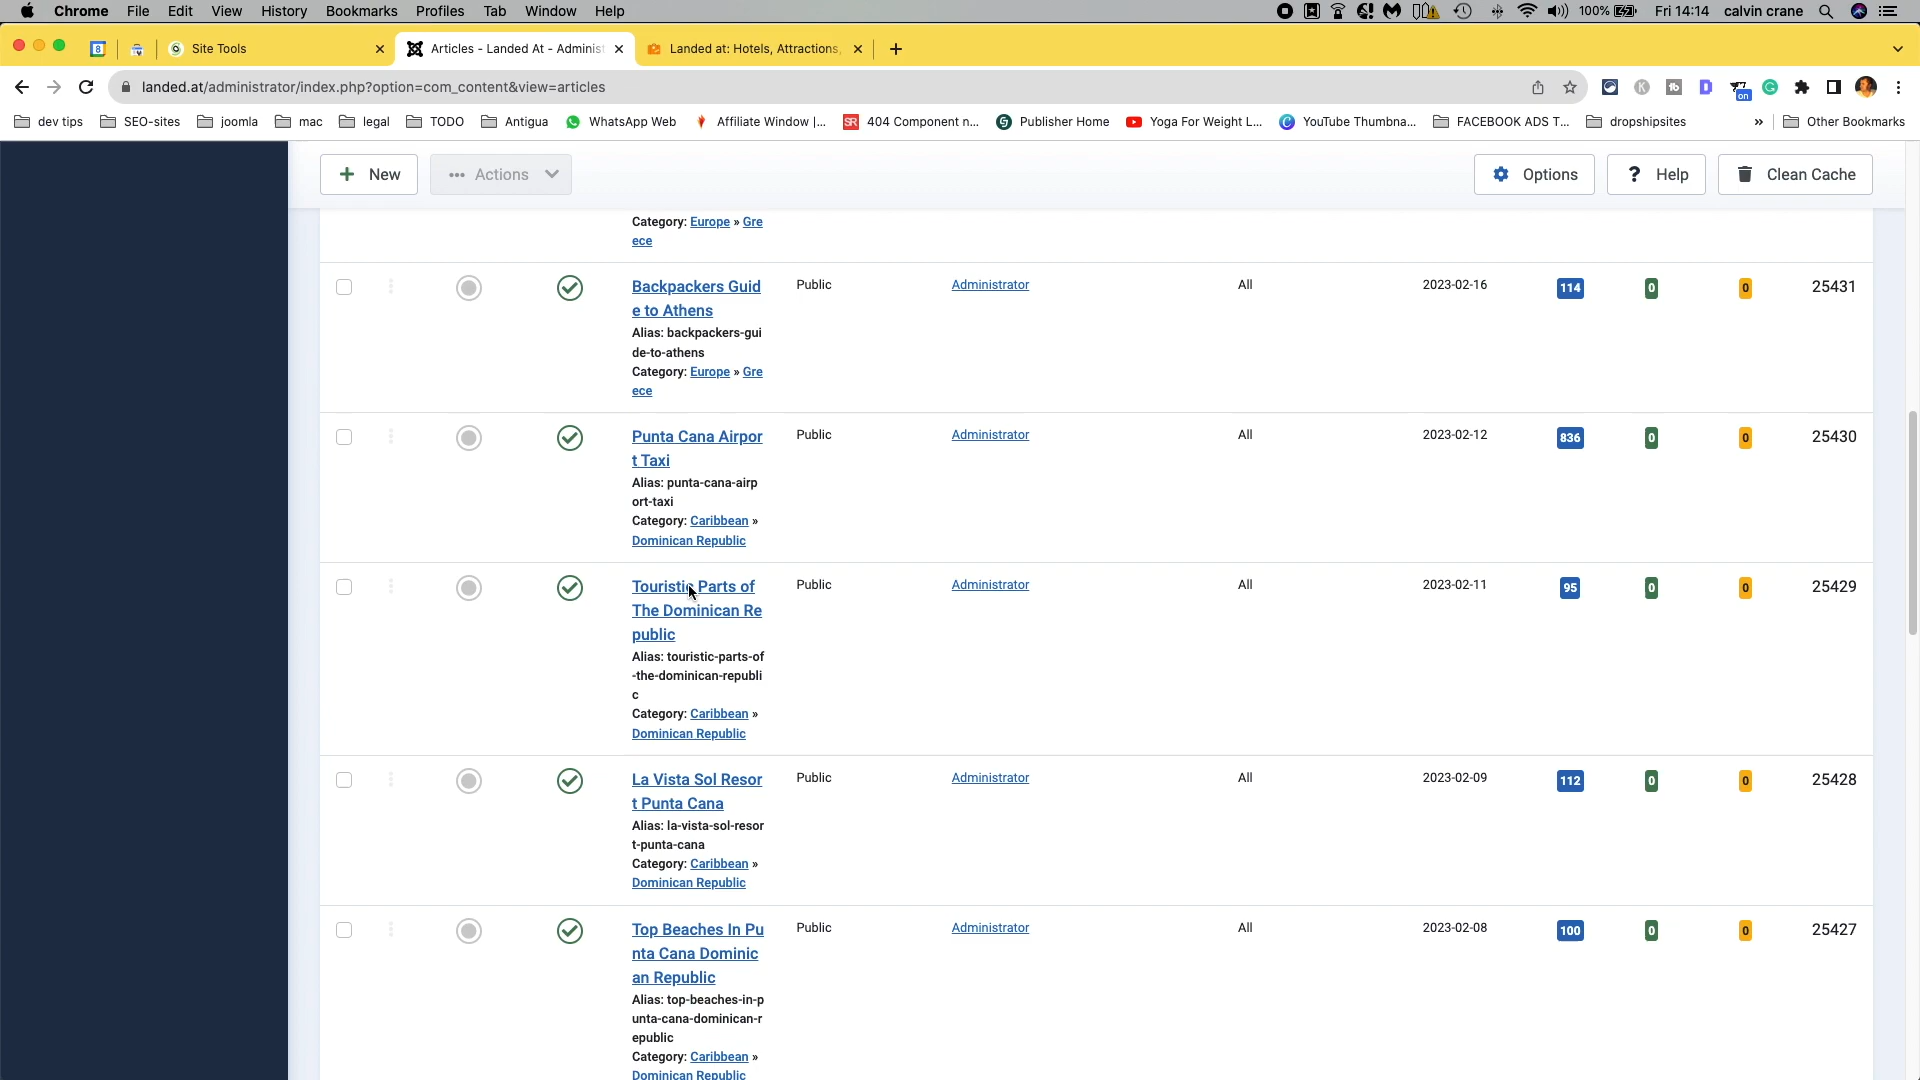 Chrome File Edit View History Bookmarks Profiles Tab Window Help 100% Fri 14:14 calvin crane
8 Site Tools Articles - Landed At - Administ Landed at: Hotels, Attractions,
landed.at/administrator/index.php?option=com_content&view=articles on
dev tips SEO-sites joomla mac legal TODO Antigua WhatsApp Web Affiliate Window |... SR 404 Component n... Publisher Home Yoga For Weight L... YouTube Thumbna... FACEBOOK ADS T... dropshipsites » Other Bookmarks
+ New ... Actions Options ? Help Clean Cache
Category: Europe » Gre
ece
Backpackers Guid Public Administrator All 2023-02-16 114 0 0 25431
e to Athens
Alias: backpackers-gui
de-to-athens
Category: Europe » Gre
ece
Punta Cana Airpor Public Administrator All 2023-02-12 836 0 0 25430
t Taxi
Alias: punta-cana-airp
ort-taxi
Category: Caribbean »
Dominican Republic
Touristic Parts of Public Administrator All 2023-02-11 95 0 0 25429
The Dominican Re
public
Alias: touristic-parts-of
-the-dominican-republi
c
Category: Caribbean »
Dominican Republic
La Vista Sol Resor Public Administrator All 2023-02-09 112 0 0 25428
t Punta Cana
Alias: la-vista-sol-resor
t-punta-cana
Category: Caribbean »
Dominican Republic
Top Beaches In Pu Public Administrator All 2023-02-08 100 0 0 25427
nta Cana Dominic
an Republic
Alias: top-beaches-in-p
unta-cana-dominican-r
epublic
Category: Caribbean »
Dominican Republic